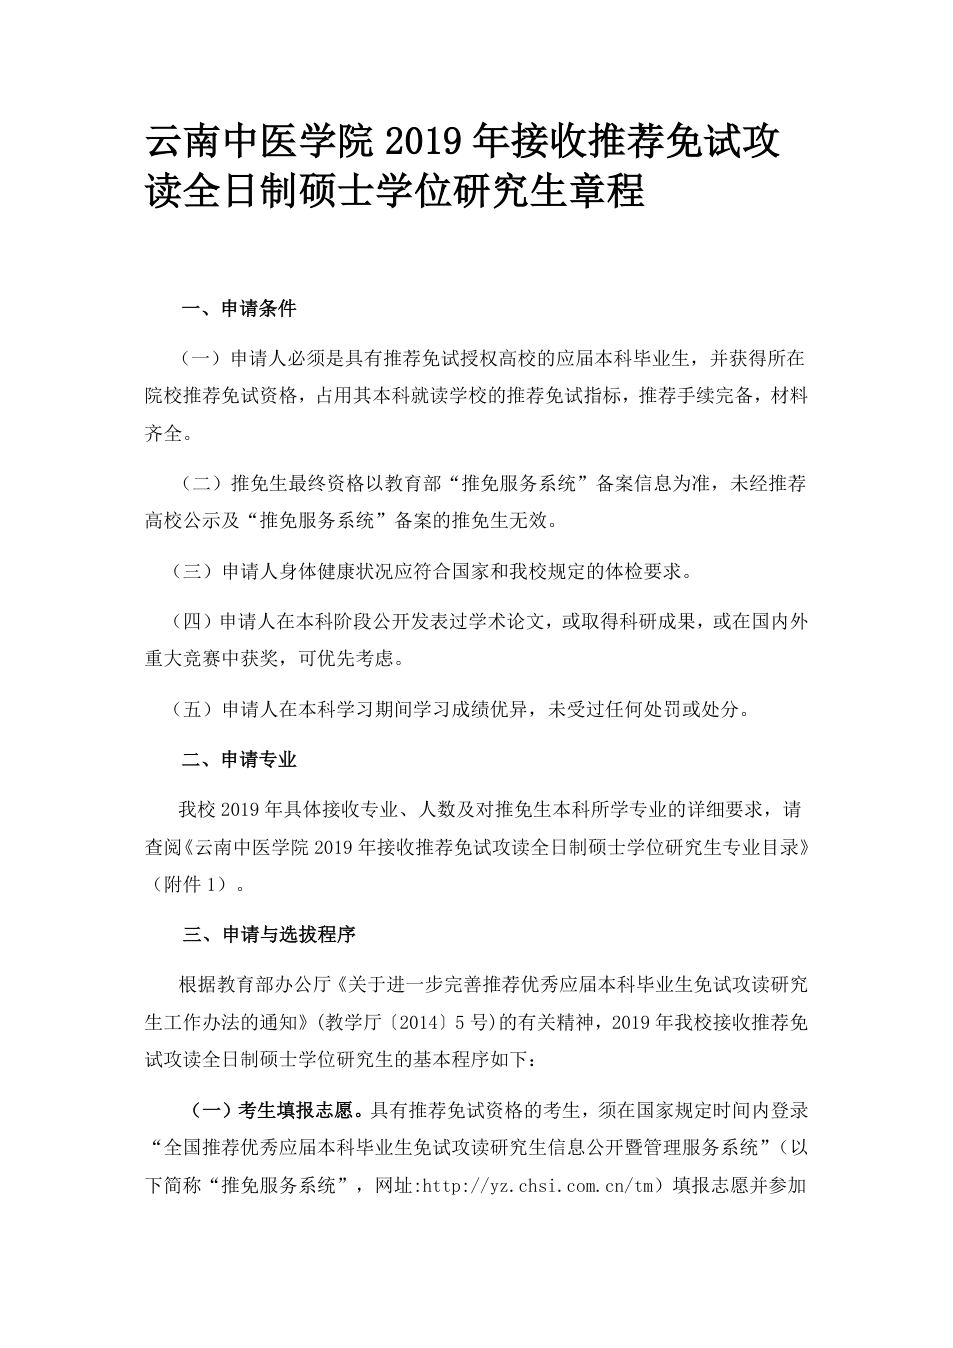 云南中医学院 2019 年接收推荐免试攻
读全日制硕士学位研究生章程
一、申请条件
（一）申请人必须是具有推荐免试授权高校的应届本科毕业生，并获得所在
院校推荐免试资格，占用其本科就读学校的推荐免试指标，推荐手续完备，材料
齐全。
（二）推免生最终资格以教育部“推免服务系统”备案信息为准，未经推荐
高校公示及“推免服务系统”备案的推免生无效。
（三）申请人身体健康状况应符合国家和我校规定的体检要求。
（四）申请人在本科阶段公开发表过学术论文，或取得科研成果，或在国内外
重大竞赛中获奖，可优先考虑。
（五）申请人在本科学习期间学习成绩优异，未受过任何处罚或处分。
二、申请专业
我校 2019 年具体接收专业、人数及对推免生本科所学专业的详细要求，请
查阅《云南中医学院 2019 年接收推荐免试攻读全日制硕士学位研究生专业目录》
（附件 1）。
三、申请与选拔程序
根据教育部办公厅《关于进一步完善推荐优秀应届本科毕业生免试攻读研究
生工作办法的通知》(教学厅〔2014〕5 号)的有关精神，2019 年我校接收推荐免
试攻读全日制硕士学位研究生的基本程序如下：
（一）考生填报志愿。具有推荐免试资格的考生，须在国家规定时间内登录
“全国推荐优秀应届本科毕业生免试攻读研究生信息公开暨管理服务系统”（以
下简称“推免服务系统”，网址:http://yz.chsi.com.cn/tm）填报志愿并参加